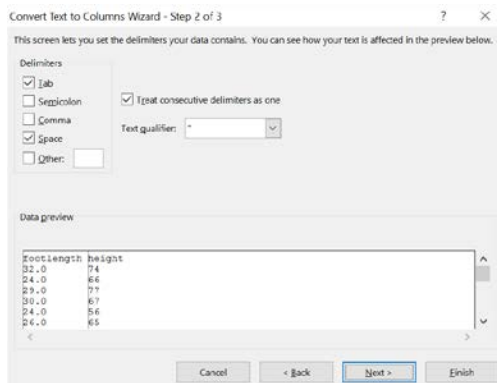 Convert Text to Columns Wizard - Step 2 of 3 ? ×
This screen lets you set the delimiters your data contains. You can see how your text is affected in the preview below.
Delimiters
Tab
Semicolon
Comma
Space
Other:
Treat consecutive delimiters as one
Text qualifier: "
Data preview
footlength height
32.0 74
24.0 66
29.0 77
30.0 67
24.0 56
26.0 65
Cancel < Back Next > Finish